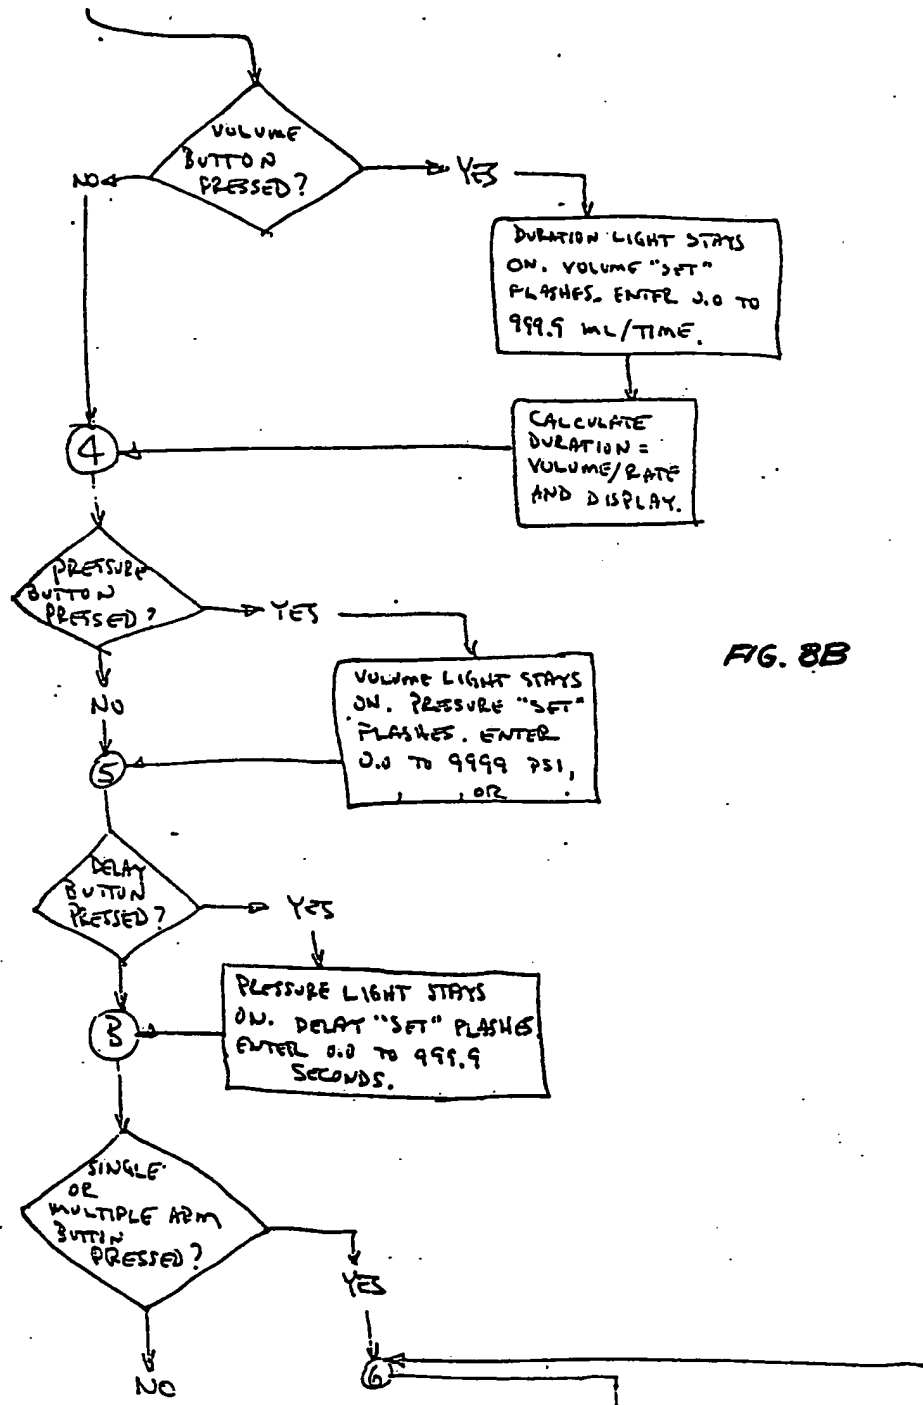 VOLUME
BUTTON
PRESSED?
NO
YES
DURATION LIGHT STAYS
ON. VOLUME "SET"
FLASHES. ENTER 0.0 TO
999.9 mL/TIME.
CALCULATE
DURATION =
VOLUME/RATE
AND DISPLAY.
4
PRESSURE
BUTTON
PRESSED?
YES
NO
VOLUME LIGHT STAYS
ON. PRESSURE "SET"
FLASHES. ENTER
0.0 TO 9999 PSI,
OR
FIG. 8B
5
DELAY
BUTTON
PRESSED?
YES
PRESSURE LIGHT STAYS
ON. DELAY "SET" FLASHES
ENTER 0.0 TO 999.9
SECONDS.
3
SINGLE
OR
MULTIPLE ARM
BUTTON
PRESSED?
YES
NO
6